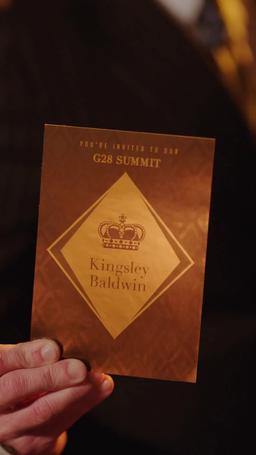 YOU'RE INVITED TO OUR
G28 SUMMIT
Kingsley
Baldwin